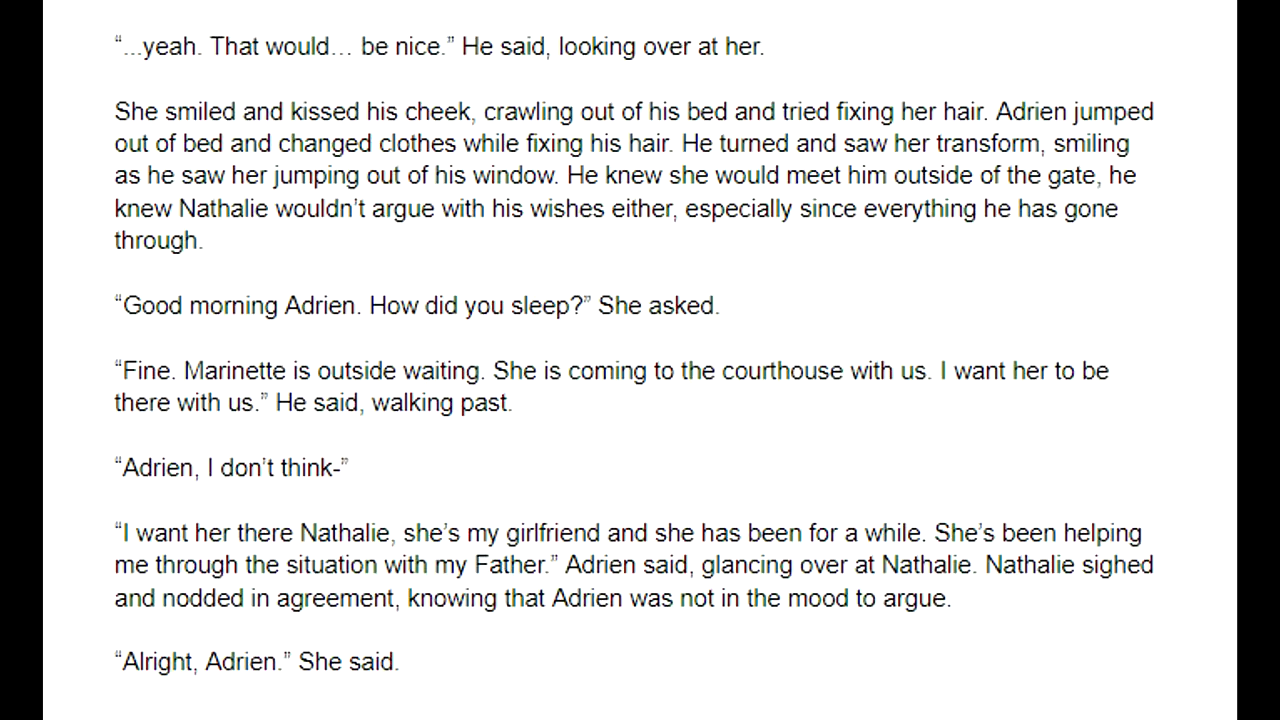 “...yeah. That would… be nice.” He said, looking over at her.
She smiled and kissed his cheek, crawling out of his bed and tried fixing her hair. Adrien jumped
out of bed and changed clothes while fixing his hair. He turned and saw her transform, smiling
as he saw her jumping out of his window. He knew she would meet him outside of the gate, he
knew Nathalie wouldn’t argue with his wishes either, especially since everything he has gone
through.
“Good morning Adrien. How did you sleep?” She asked.
“Fine. Marinette is outside waiting. She is coming to the courthouse with us. I want her to be
there with us.” He said, walking past.
“Adrien, I don’t think-”
“I want her there Nathalie, she’s my girlfriend and she has been for a while. She’s been helping
me through the situation with my Father.” Adrien said, glancing over at Nathalie. Nathalie sighed
and nodded in agreement, knowing that Adrien was not in the mood to argue.
“Alright, Adrien.” She said.